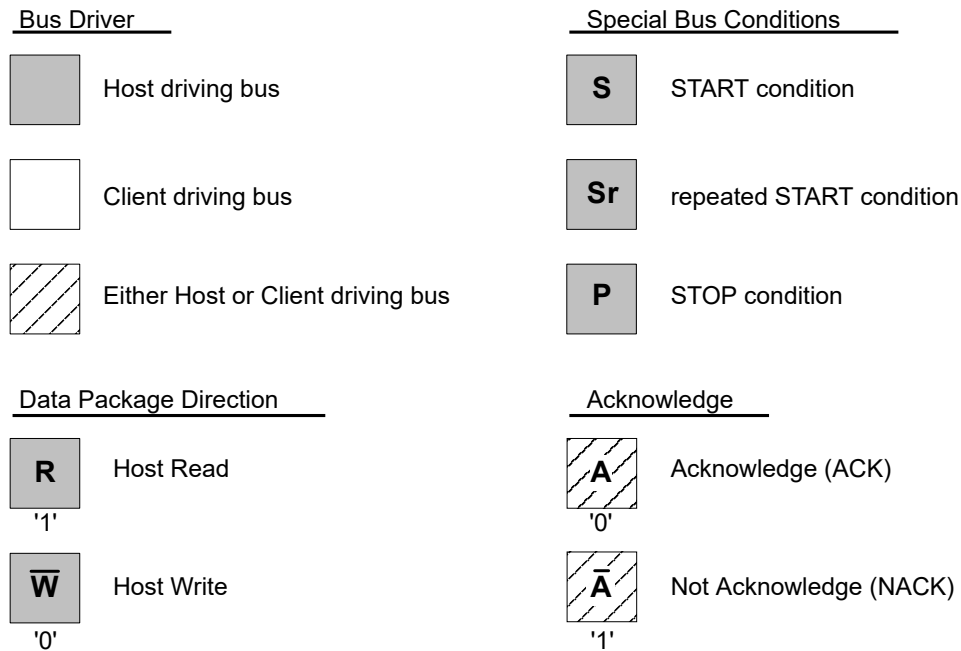 Bus Driver
Host driving bus
Client driving bus
Either Host or Client driving bus
Special Bus Conditions
S START condition
Sr repeated START condition
P STOP condition
Data Package Direction
R Host Read
'1'
W̅ Host Write
'0'
Acknowledge
A Acknowledge (ACK)
'0'
A̅ Not Acknowledge (NACK)
'1'